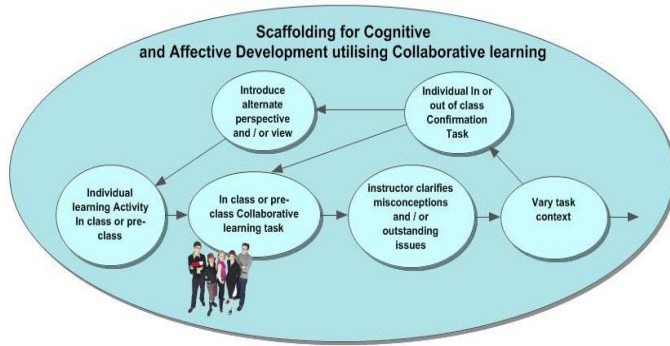 Scaffolding for Cognitive
and Affective Development utilising Collaborative learning
Introduce
alternate
perspective
and / or view
Individual In or
out of class
Confirmation
Task
Individual
learning Activity
In class or pre-
class
In class or pre-
class Collaborative
learning task
instructor clarifies
misconceptions
and / or
outstanding
issues
Vary task
context